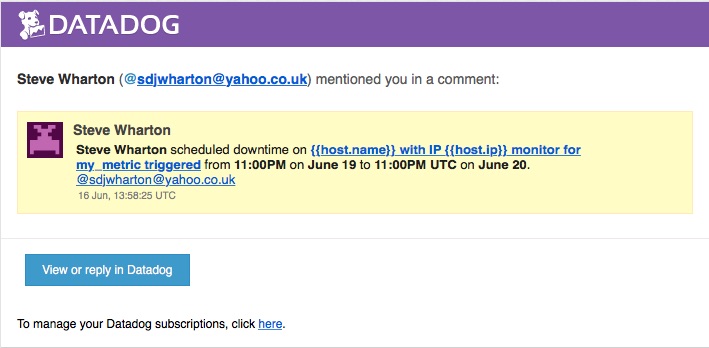 DATADOG
Steve Wharton (@sdjwharton@yahoo.co.uk) mentioned you in a comment:
Steve Wharton
Steve Wharton scheduled downtime on {{host.name}} with IP {{host.ip}} monitor for
my_metric triggered from 11:00PM on June 19 to 11:00PM UTC on June 20.
@sdjwharton@yahoo.co.uk
16 Jun, 13:58:25 UTC
View or reply in Datadog
To manage your Datadog subscriptions, click here.